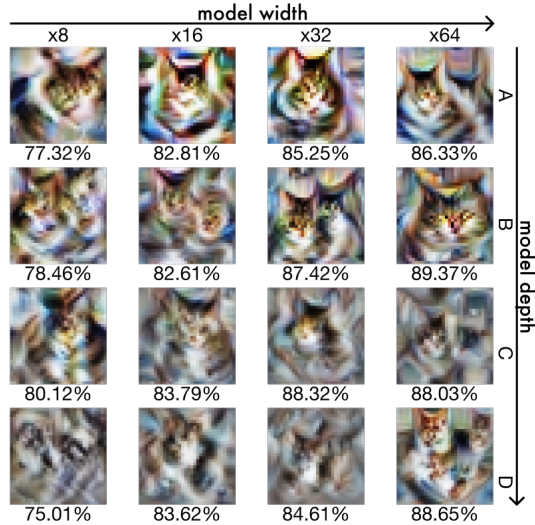 model width
x8 x16 x32 x64
A
77.32% 82.81% 85.25% 86.33%
B
78.46% 82.61% 87.42% 89.37%
model depth
C
80.12% 83.79% 88.32% 88.03%
D
75.01% 83.62% 84.61% 88.65%